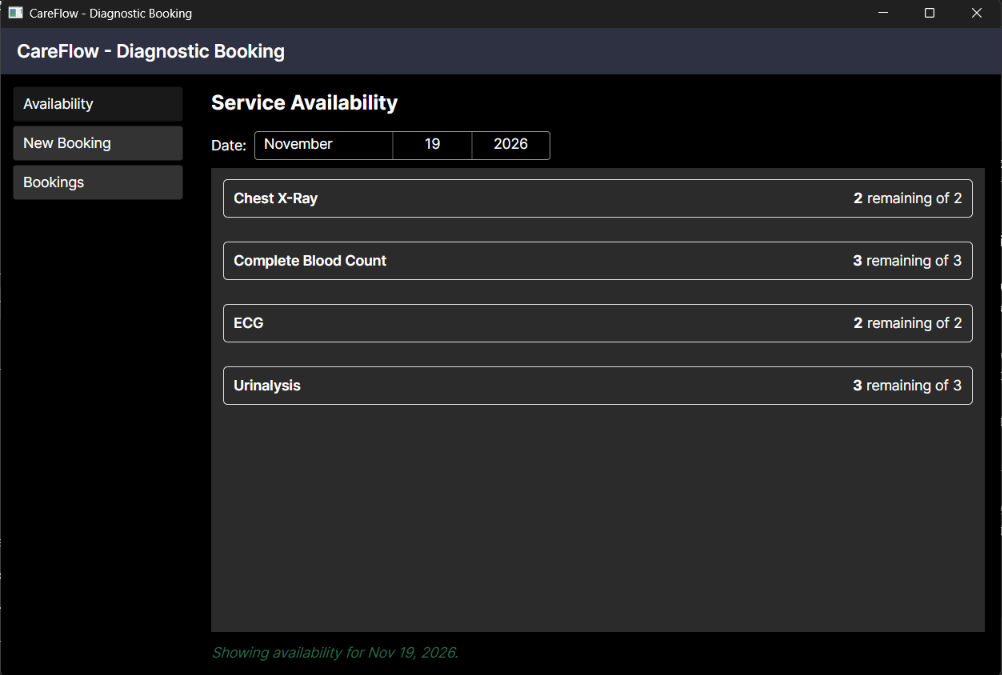 CareFlow - Diagnostic Booking
CareFlow - Diagnostic Booking
Availability
New Booking
Bookings
Service Availability
Date: November 19 2026
Chest X-Ray 2 remaining of 2
Complete Blood Count 3 remaining of 3
ECG 2 remaining of 2
Urinalysis 3 remaining of 3
Showing availability for Nov 19, 2026.